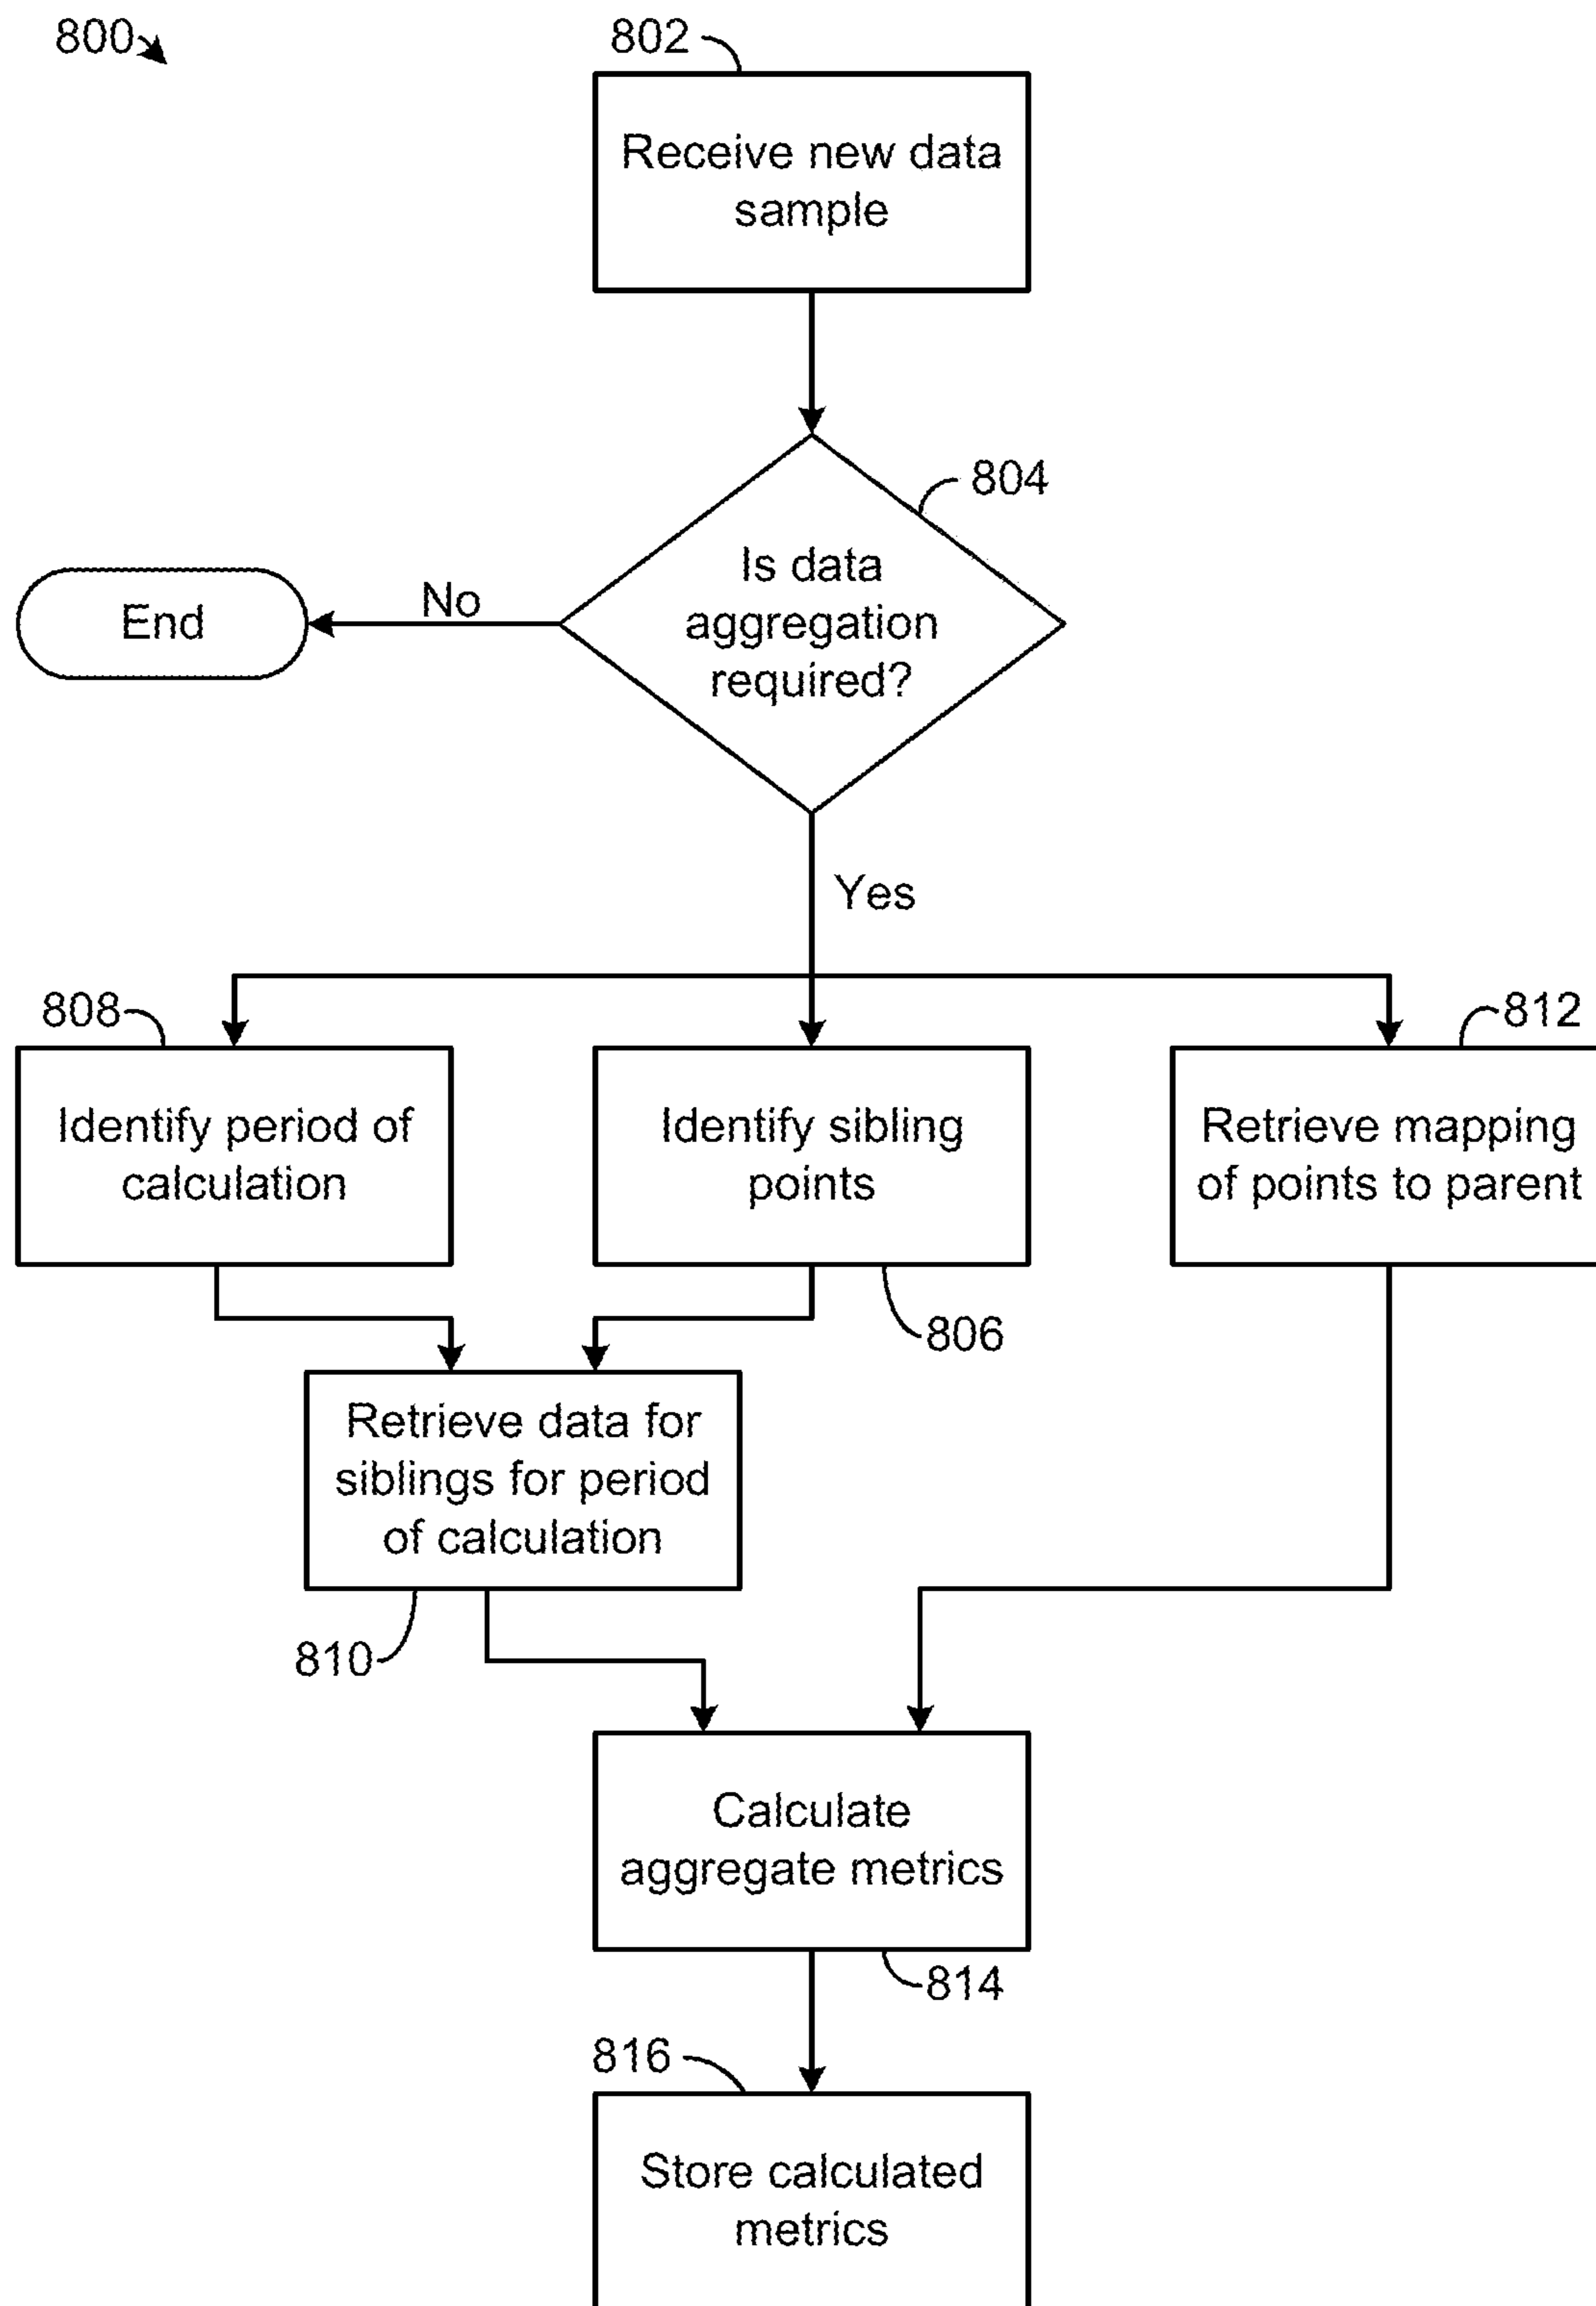 800
802
Receive new data
sample
804
Is data
aggregation
required?
No
End
Yes
808
812
Identify period of
calculation
Identify sibling
points
Retrieve mapping
of points to parent
806
Retrieve data for
siblings for period
of calculation
810
Calculate
aggregate metrics
814
816
Store calculated
metrics